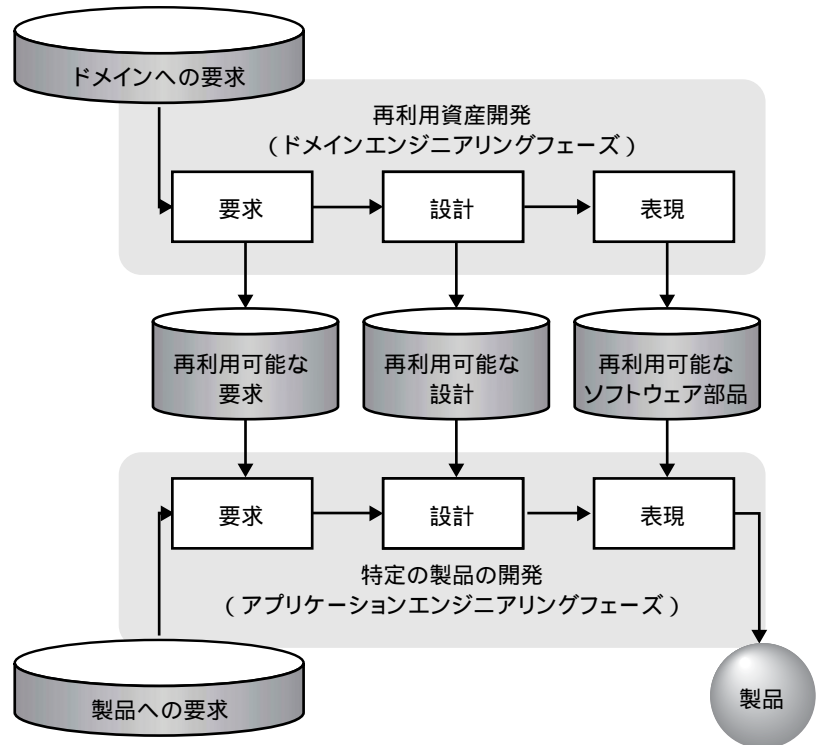 ドメインへの要求
再利用資産開発
(ドメインエンジニアリングフェーズ)
要求
設計
表現
再利用可能な
要求
再利用可能な
設計
再利用可能な
ソフトウェア部品
要求
設計
表現
特定の製品の開発
(アプリケーションエンジニアリングフェーズ)
製品への要求
製品